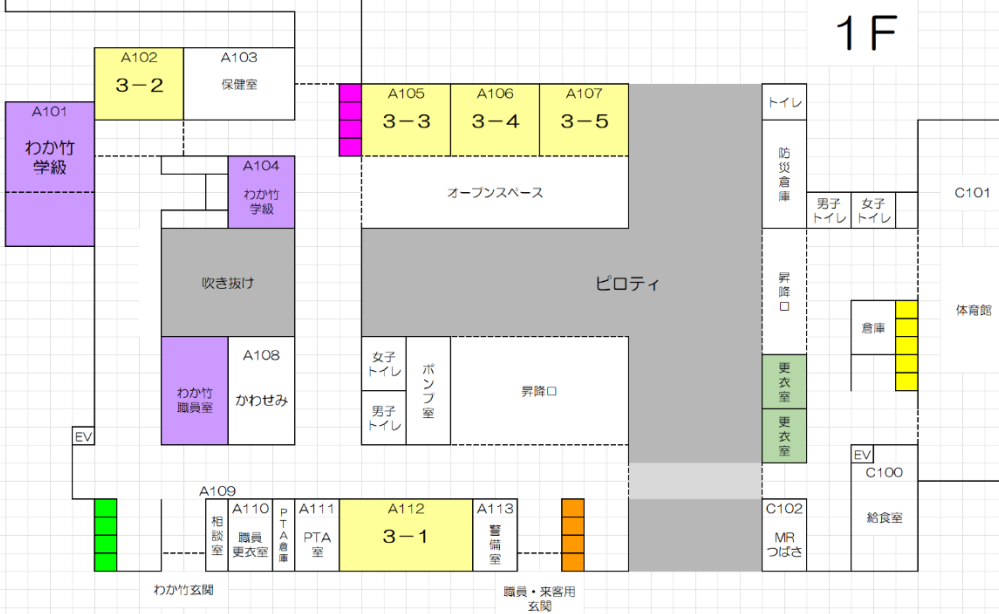 1F
A102
3-2
A103
保健室
A101
わか竹
学級
A105
3-3
A106
3-4
A107
3-5
トイレ
A104
わか竹
学級
オープンスペース
防災倉庫
男子
トイレ
女子
トイレ
C101
体育館
吹き抜け
ピロティ
昇降口
倉庫
わか竹
職員室
A108
かわせみ
女子
トイレ
男子
トイレ
ポンプ室
昇降口
更衣室
更衣室
EV
EV
C100
給食室
A109
相談室
A110
職員
更衣室
PTA倉庫
A111
PTA
室
A112
3-1
A113
警備室
C102
MR
つばさ
わか竹玄関
職員・来客用
玄関